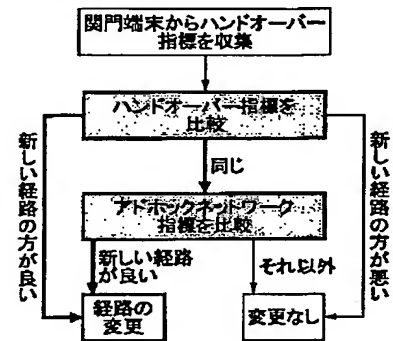 関門端末からハンドオーバー
指標を収集
ハンドオーバー指標を
比較
新しい経路の方が良い
同じ
新しい経路の方が悪い
アドホックネットワーク
指標を比較
新しい経路
が良い
それ以外
経路の
変更
変更なし